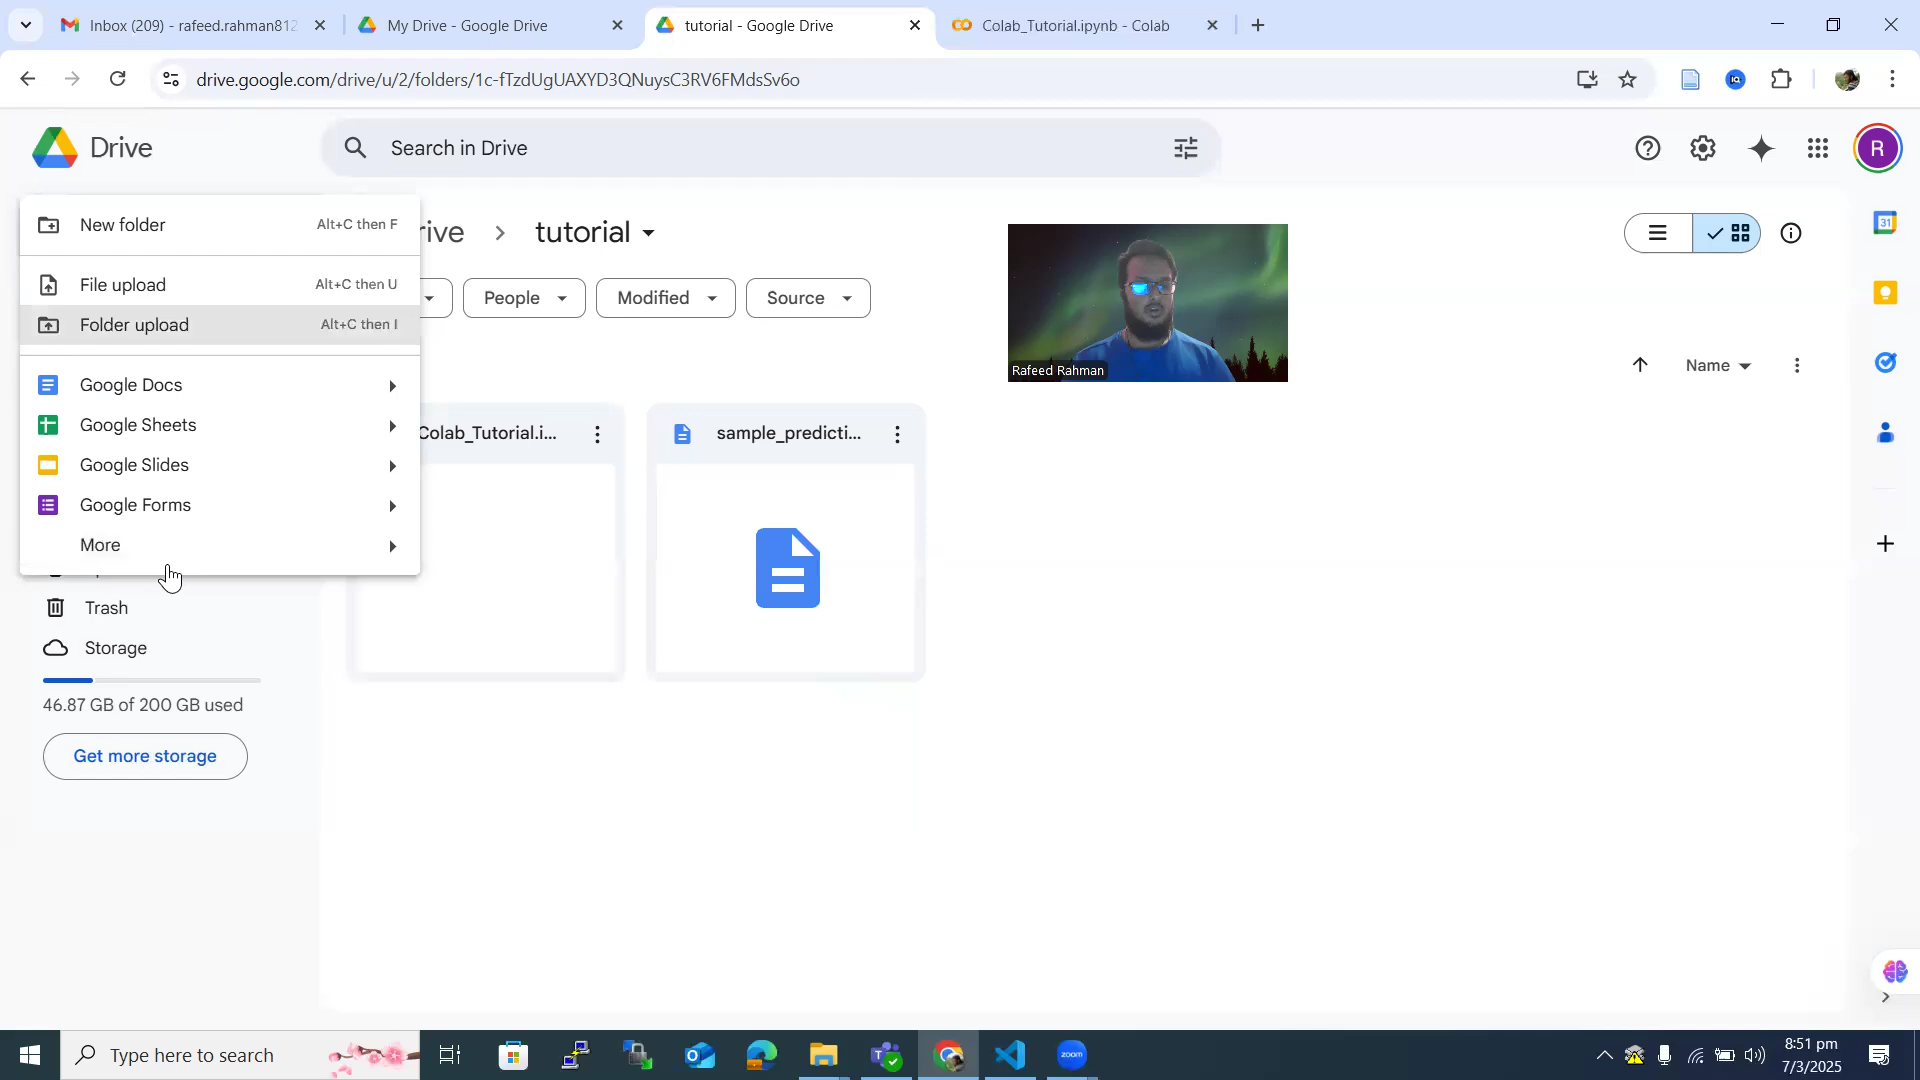 Inbox (209) - rafeed.rahman812
My Drive - Google Drive
tutorial - Google Drive
Colab_Tutorial.ipynb - Colab
drive.google.com/drive/u/2/folders/1c-fTzdUgUAXYD3QNuysC3RV6FMdsSv6o
Drive
Search in Drive
R
New folder Alt+C then F
File upload Alt+C then U
Folder upload Alt+C then I
Google Docs
Google Sheets
Google Slides
Google Forms
More
Trash
Storage
46.87 GB of 200 GB used
Get more storage
rive > tutorial
People
Modified
Source
Rafeed Rahman
Name
Colab_Tutorial.i...
sample_predicti...
31
Type here to search
zoom
8:51 pm
7/3/2025